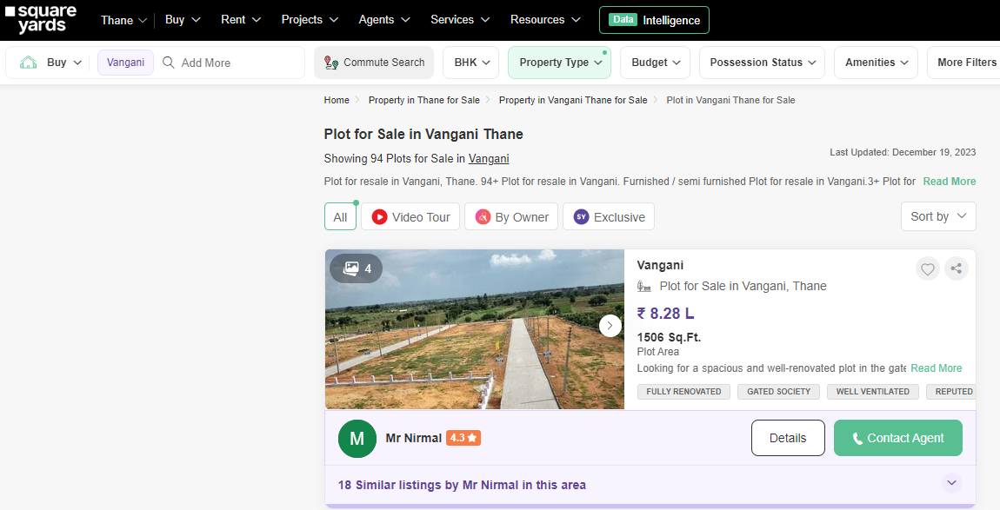 square yards
Thane
Buy
Rent
Projects
Agents
Services
Resources
Data Intelligence
Buy
Vangani
Add More
Commute Search
BHK
Property Type
Budget
Possession Status
Amenities
More Filters
Home
Property in Thane for Sale
Property in Vangani Thane for Sale
Plot in Vangani Thane for Sale
Plot for Sale in Vangani Thane
Last Updated: December 19, 2023
Showing 94 Plots for Sale in Vangani
Plot for resale in Vangani, Thane. 94+ Plot for resale in Vangani. Furnished / semi furnished Plot for resale in Vangani.3+ Plot for Read More
All
Video Tour
By Owner
SY Exclusive
Sort by
4
Vangani
Plot for Sale in Vangani, Thane
₹ 8.28 L
1506 Sq.Ft.
Plot Area
Looking for a spacious and well-renovated plot in the gate Read More
FULLY RENOVATED
GATED SOCIETY
WELL VENTILATED
REPUTED
M
Mr Nirmal 4.3
Details
Contact Agent
18 Similar listings by Mr Nirmal in this area